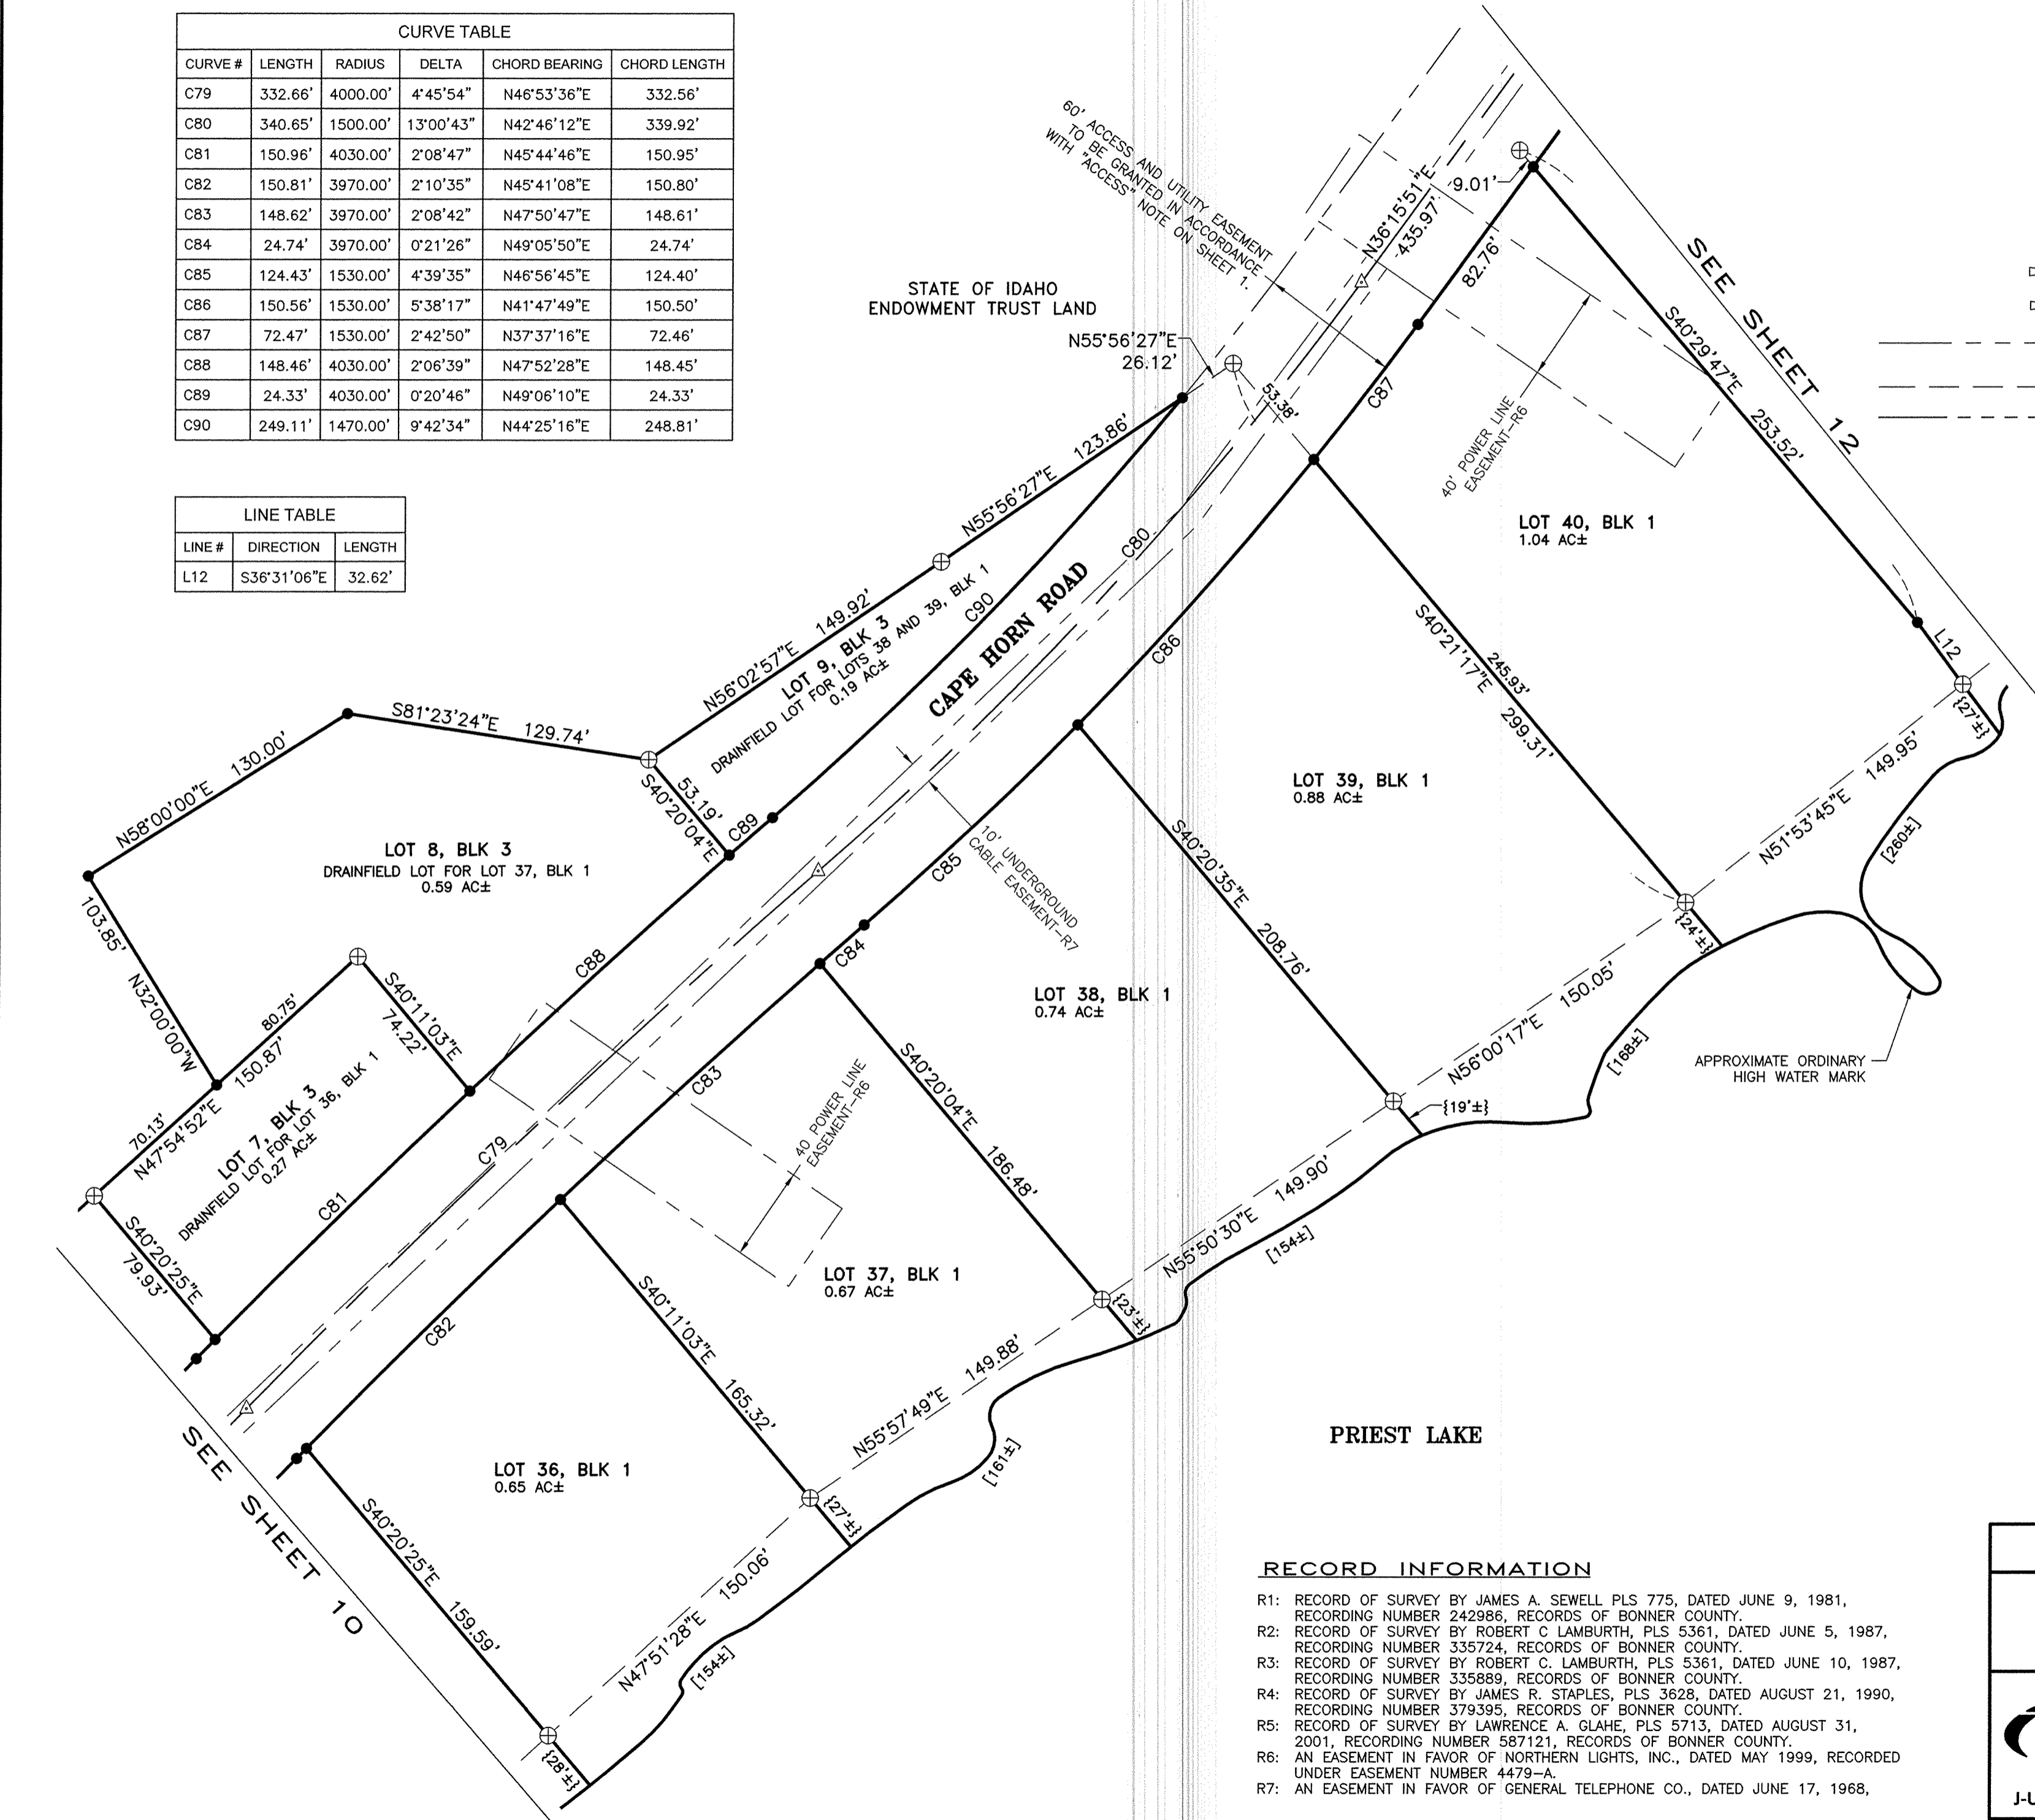 CURVE TABLE
CURVE # LENGTH RADIUS DELTA CHORD BEARING CHORD LENGTH
C79 332.66' 4000.00' 4°45'54" N46°53'36"E 332.56'
C80 340.65' 1500.00' 13°00'43" N42°46'12"E 339.92'
C81 150.96' 4030.00' 2°08'47" N45°44'46"E 150.95'
C82 150.81' 3970.00' 2°10'35" N45°41'08"E 150.80'
C83 148.62' 3970.00' 2°08'42" N47°50'47"E 148.61'
C84 24.74' 3970.00' 0°21'26" N49°05'50"E 24.74'
C85 124.43' 1530.00' 4°39'35" N46°56'45"E 124.40'
C86 150.56' 1530.00' 5°38'17" N41°47'49"E 150.50'
C87 72.47' 1530.00' 2°42'50" N37°37'16"E 72.46'
C88 148.46' 4030.00' 2°06'39" N47°52'28"E 148.45'
C89 24.33' 4030.00' 0°20'46" N49°06'10"E 24.33'
C90 249.11' 1470.00' 9°42'34" N44°25'16"E 248.81'
LINE TABLE
LINE # DIRECTION LENGTH
L12 S36°31'06"E 32.62'
60' ACCESS AND UTILITY EASEMENT
TO BE GRANTED IN ACCORDANCE
WITH "ACCESS" NOTE ON SHEET 1.
STATE OF IDAHO
ENDOWMENT TRUST LAND
N55°56'27"E
26.12'
N36°15'51"E
435.97'
9.01'
82.76'
SEE SHEET 12
S40°29'47"E 253.52'
C87
53.38'
40' POWER LINE
EASEMENT-R6
LOT 40, BLK 1
1.04 AC±
L12
{27'±}
N55°56'27"E 123.86'
N56°02'57"E 149.92'
LOT 9, BLK 3
DRAINFIELD LOT FOR LOTS 38 AND 39, BLK 1
0.19 AC±
C90
C80
CAPE HORN ROAD
C86
S40°21'17"E 299.31'
245.93'
LOT 39, BLK 1
0.88 AC±
N51°53'45"E 149.95'
[260±]
{24'±}
S81°23'24"E 129.74'
N58°00'00"E 130.00'
53.19'
S40°20'04"E
C89
LOT 8, BLK 3
DRAINFIELD LOT FOR LOT 37, BLK 1
0.59 AC±
103.85' N32°00'00"W
10' UNDERGROUND
CABLE EASEMENT-R7
C85
C84
S40°20'35"E 208.76'
LOT 38, BLK 1
0.74 AC±
N56°00'17"E 150.05'
[168±]
{19'±}
APPROXIMATE ORDINARY
HIGH WATER MARK
C88
80.75'
70.13'
N47°54'52"E 150.87'
S40°11'03"E
74.22'
LOT 7, BLK 3
DRAINFIELD LOT FOR LOT 36, BLK 1
0.27 AC±
C81
C79
C83
40 POWER LINE
EASEMENT-R6
S40°20'04"E 186.48'
N55°50'30"E 149.90'
[154±]
{23'±}
S40°20'25"E
79.93'
LOT 37, BLK 1
0.67 AC±
C82
S40°11'03"E 165.32'
N55°57'49"E 149.88'
[161±]
{27'±}
LOT 36, BLK 1
0.65 AC±
SEE SHEET 10
S40°20'25"E 159.59'
N47°51'28"E 150.06'
[154±]
{28'±}
PRIEST LAKE
RECORD INFORMATION
R1: RECORD OF SURVEY BY JAMES A. SEWELL PLS 775, DATED JUNE 9, 1981,
RECORDING NUMBER 242986, RECORDS OF BONNER COUNTY.
R2: RECORD OF SURVEY BY ROBERT C LAMBURTH, PLS 5361, DATED JUNE 5, 1987,
RECORDING NUMBER 335724, RECORDS OF BONNER COUNTY.
R3: RECORD OF SURVEY BY ROBERT C. LAMBURTH, PLS 5361, DATED JUNE 10, 1987,
RECORDING NUMBER 335889, RECORDS OF BONNER COUNTY.
R4: RECORD OF SURVEY BY JAMES R. STAPLES, PLS 3628, DATED AUGUST 21, 1990,
RECORDING NUMBER 379395, RECORDS OF BONNER COUNTY.
R5: RECORD OF SURVEY BY LAWRENCE A. GLAHE, PLS 5713, DATED AUGUST 31,
2001, RECORDING NUMBER 587121, RECORDS OF BONNER COUNTY.
R6: AN EASEMENT IN FAVOR OF NORTHERN LIGHTS, INC., DATED MAY 1999, RECORDED
UNDER EASEMENT NUMBER 4479-A.
R7: AN EASEMENT IN FAVOR OF GENERAL TELEPHONE CO., DATED JUNE 17, 1968,